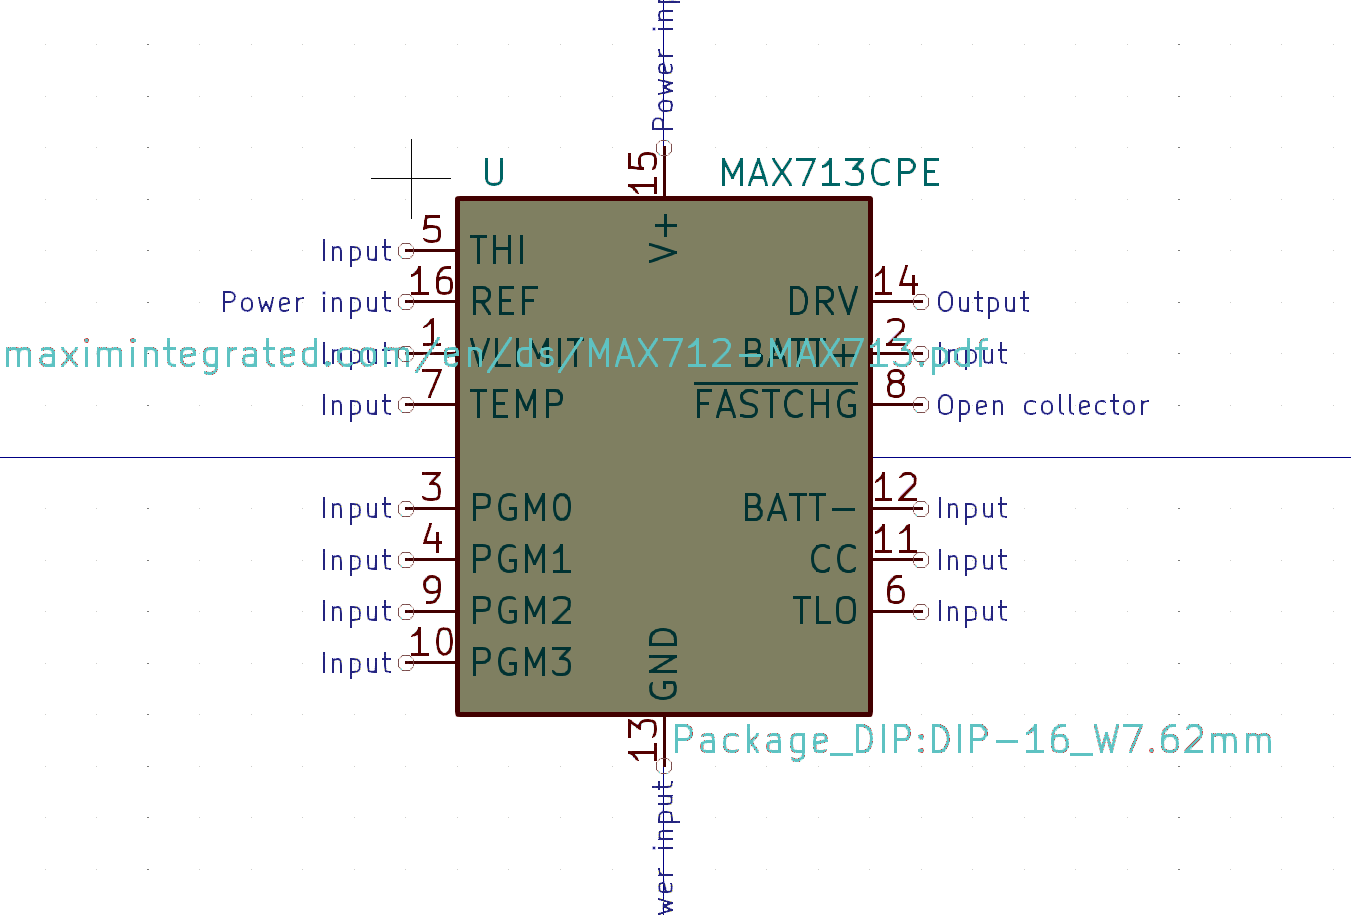 Power inp
15
U
MAX713CPE
V+
Input 5 THI
Power input 16 REF
DRV 14 Output
Input 1 VLIMIT
BATT+ 2 Input
maximintegrated.com/en/ds/MAX712-MAX713.pdf
Input 7 TEMP
FASTCHG 8 Open collector
Input 3 PGM0
BATT- 12 Input
Input 4 PGM1
CC 11 Input
Input 9 PGM2
TLO 6 Input
Input 10 PGM3
GND
13
Package_DIP:DIP-16_W7.62mm
wer input